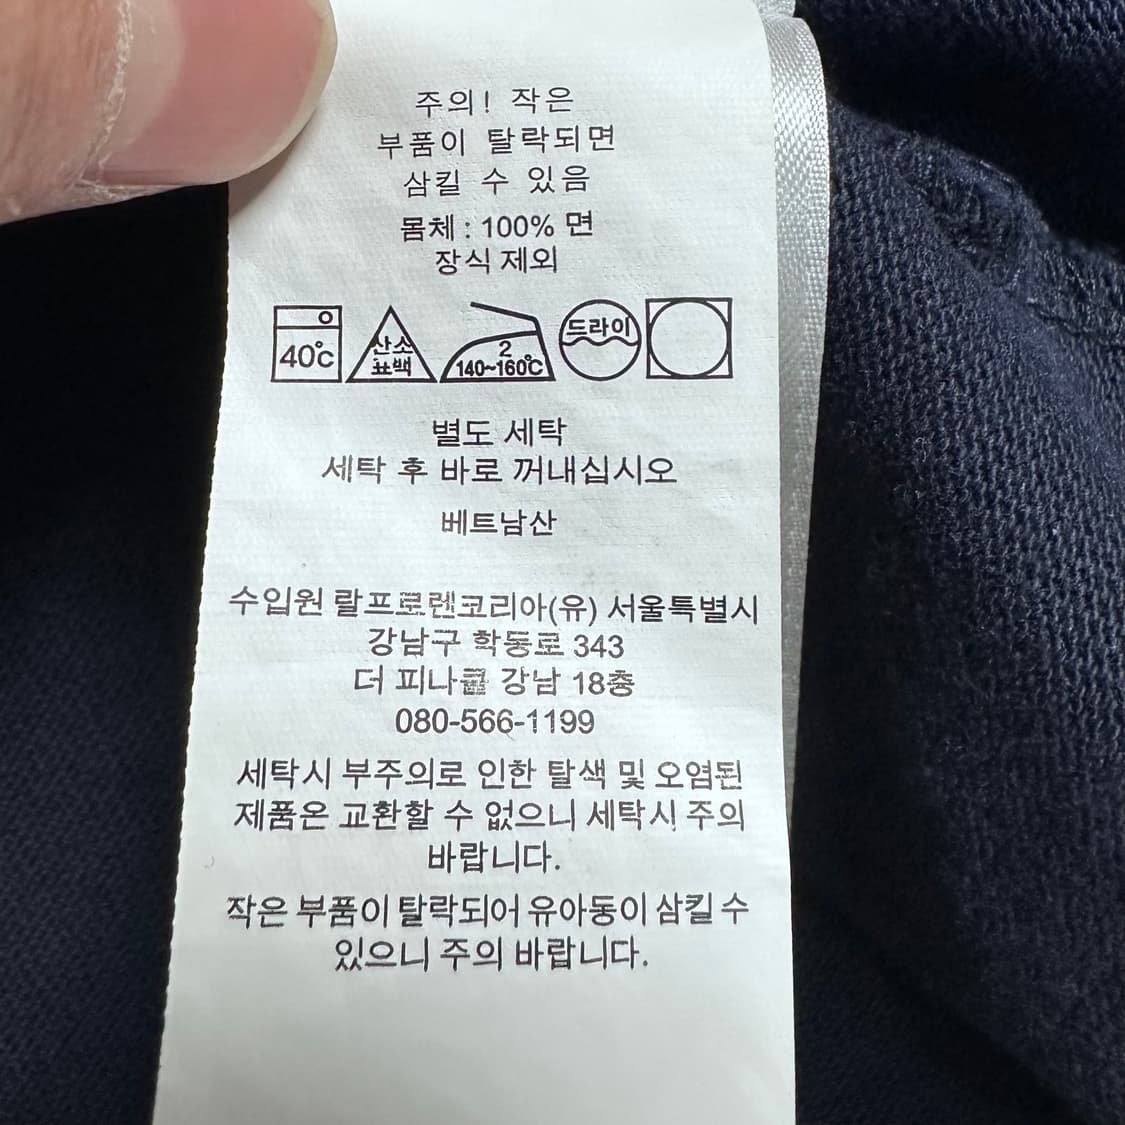 주의! 작은
부품이 탈락되면
삼킬 수 있음
몸체 : 100% 면
장식 제외
40℃ 산소 표백 2 140~160℃ 드라이
별도 세탁
세탁 후 바로 꺼내십시오
베트남산
수입원 랄프로렌코리아(유) 서울특별시
강남구 학동로 343
더 피나클 강남 18층
080-566-1199
세탁시 부주의로 인한 탈색 및 오염된
제품은 교환할 수 없으니 세탁시 주의
바랍니다.
작은 부품이 탈락되어 유아동이 삼킬 수
있으니 주의 바랍니다.